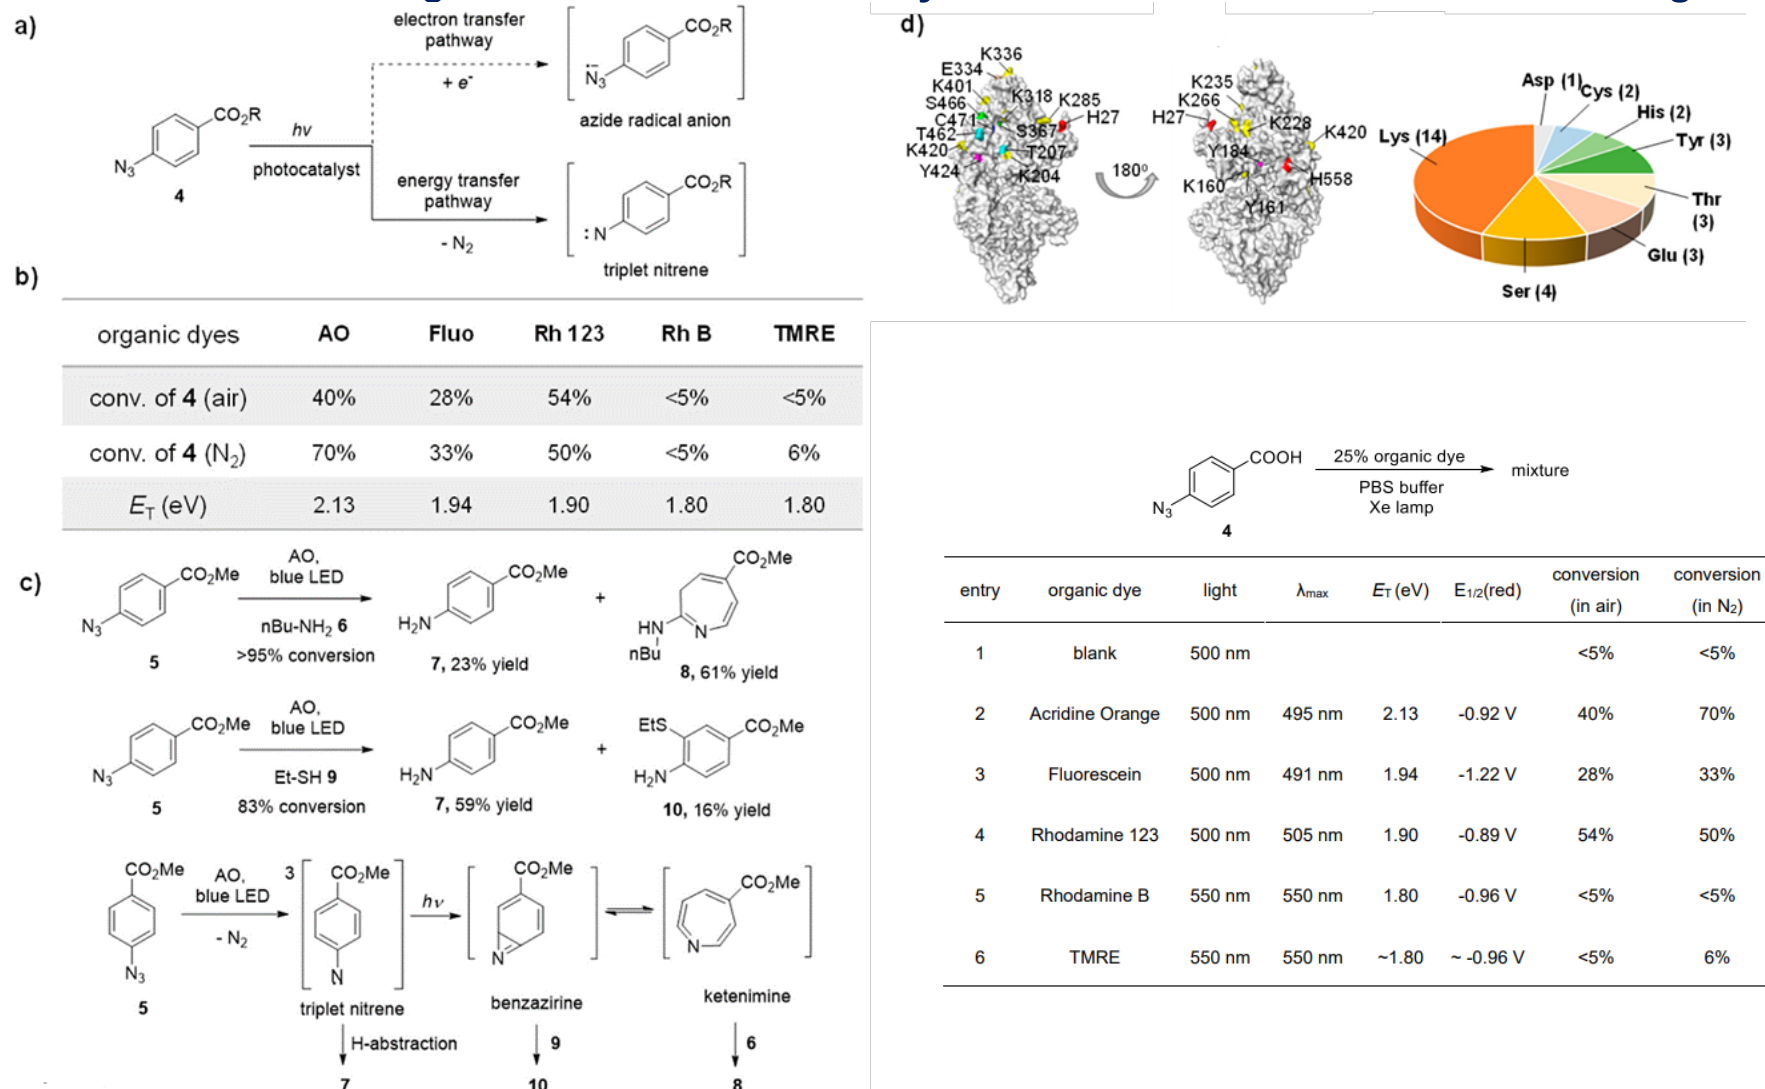 a)
electron transfer
pathway
+ e⁻
CO₂R
N₃
hν
photocatalyst
4
CO₂R
N₃
azide radical anion
energy transfer
pathway
- N₂
CO₂R
:N
triplet nitrene
b)
organic dyes AO Fluo Rh 123 Rh B TMRE
conv. of 4 (air) 40% 28% 54% <5% <5%
conv. of 4 (N₂) 70% 33% 50% <5% 6%
E_T (eV) 2.13 1.94 1.90 1.80 1.80
c)
CO₂Me
N₃
5
AO,
blue LED
nBu-NH₂ 6
>95% conversion
CO₂Me
H₂N
7, 23% yield
+
CO₂Me
HN
N
nBu
8, 61% yield
CO₂Me
N₃
5
AO,
blue LED
Et-SH 9
83% conversion
CO₂Me
H₂N
7, 59% yield
+
EtS
CO₂Me
H₂N
10, 16% yield
CO₂Me
N₃
5
AO,
blue LED
- N₂
3
CO₂Me
N
triplet nitrene
hν
CO₂Me
N
benzazirine
CO₂Me
N
ketenimine
H-abstraction
9
6
7
10
8
d)
K336
E334
K401
K318
K285
S466
C471
H27
T462
S367
K420
T207
Y424
K204
180º
K235
K266
H27
K228
K420
Y184
K160
H558
Y161
Asp (1)
Cys (2)
His (2)
Lys (14)
Tyr (3)
Thr
(3)
Glu (3)
Ser (4)
COOH
N₃
4
25% organic dye
PBS buffer
Xe lamp
mixture
entry organic dye light λmax E_T (eV) E₁/₂(red) conversion (in air) conversion (in N₂)
1 blank 500 nm <5% <5%
2 Acridine Orange 500 nm 495 nm 2.13 -0.92 V 40% 70%
3 Fluorescein 500 nm 491 nm 1.94 -1.22 V 28% 33%
4 Rhodamine 123 500 nm 505 nm 1.90 -0.89 V 54% 50%
5 Rhodamine B 550 nm 550 nm 1.80 -0.96 V <5% <5%
6 TMRE 550 nm 550 nm ~1.80 ~ -0.96 V <5% 6%